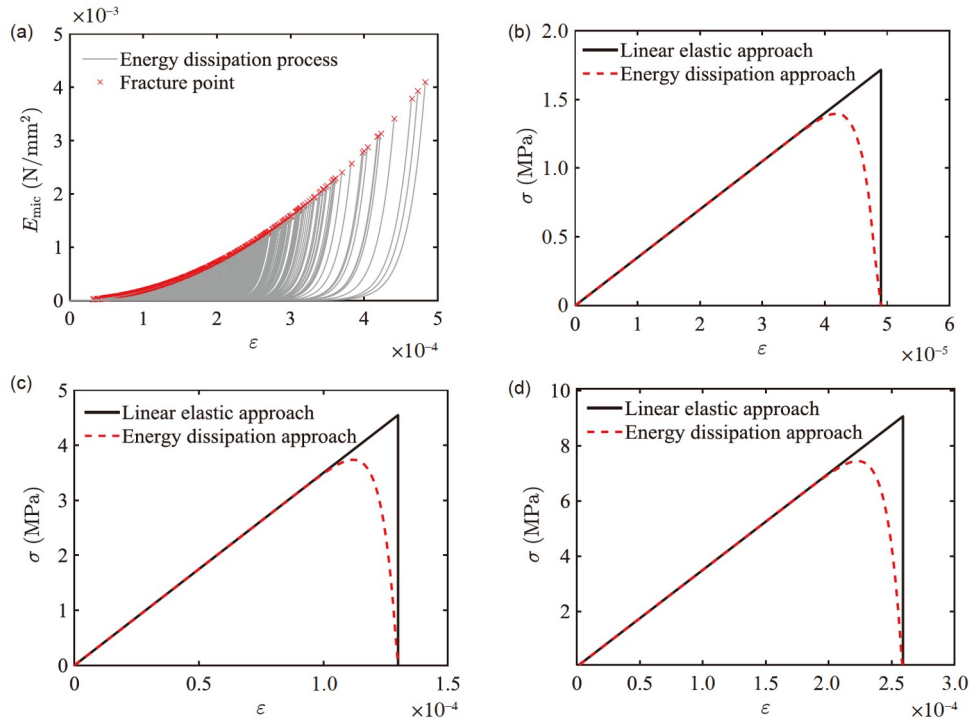 (a)
×10⁻³
5
4
3
2
1
0
E_mic (N/mm²)
Energy dissipation process
Fracture point
0
1
2
3
4
5
ε
×10⁻⁴
(b)
2.0
1.5
1.0
0.5
0
σ (MPa)
Linear elastic approach
Energy dissipation approach
0
1
2
3
4
5
6
ε
×10⁻⁵
(c)
5
4
3
2
1
0
σ (MPa)
Linear elastic approach
Energy dissipation approach
0
0.5
1.0
1.5
ε
×10⁻⁴
(d)
10
8
6
4
2
σ (MPa)
Linear elastic approach
Energy dissipation approach
0
0.5
1.0
1.5
2.0
2.5
3.0
ε
×10⁻⁴